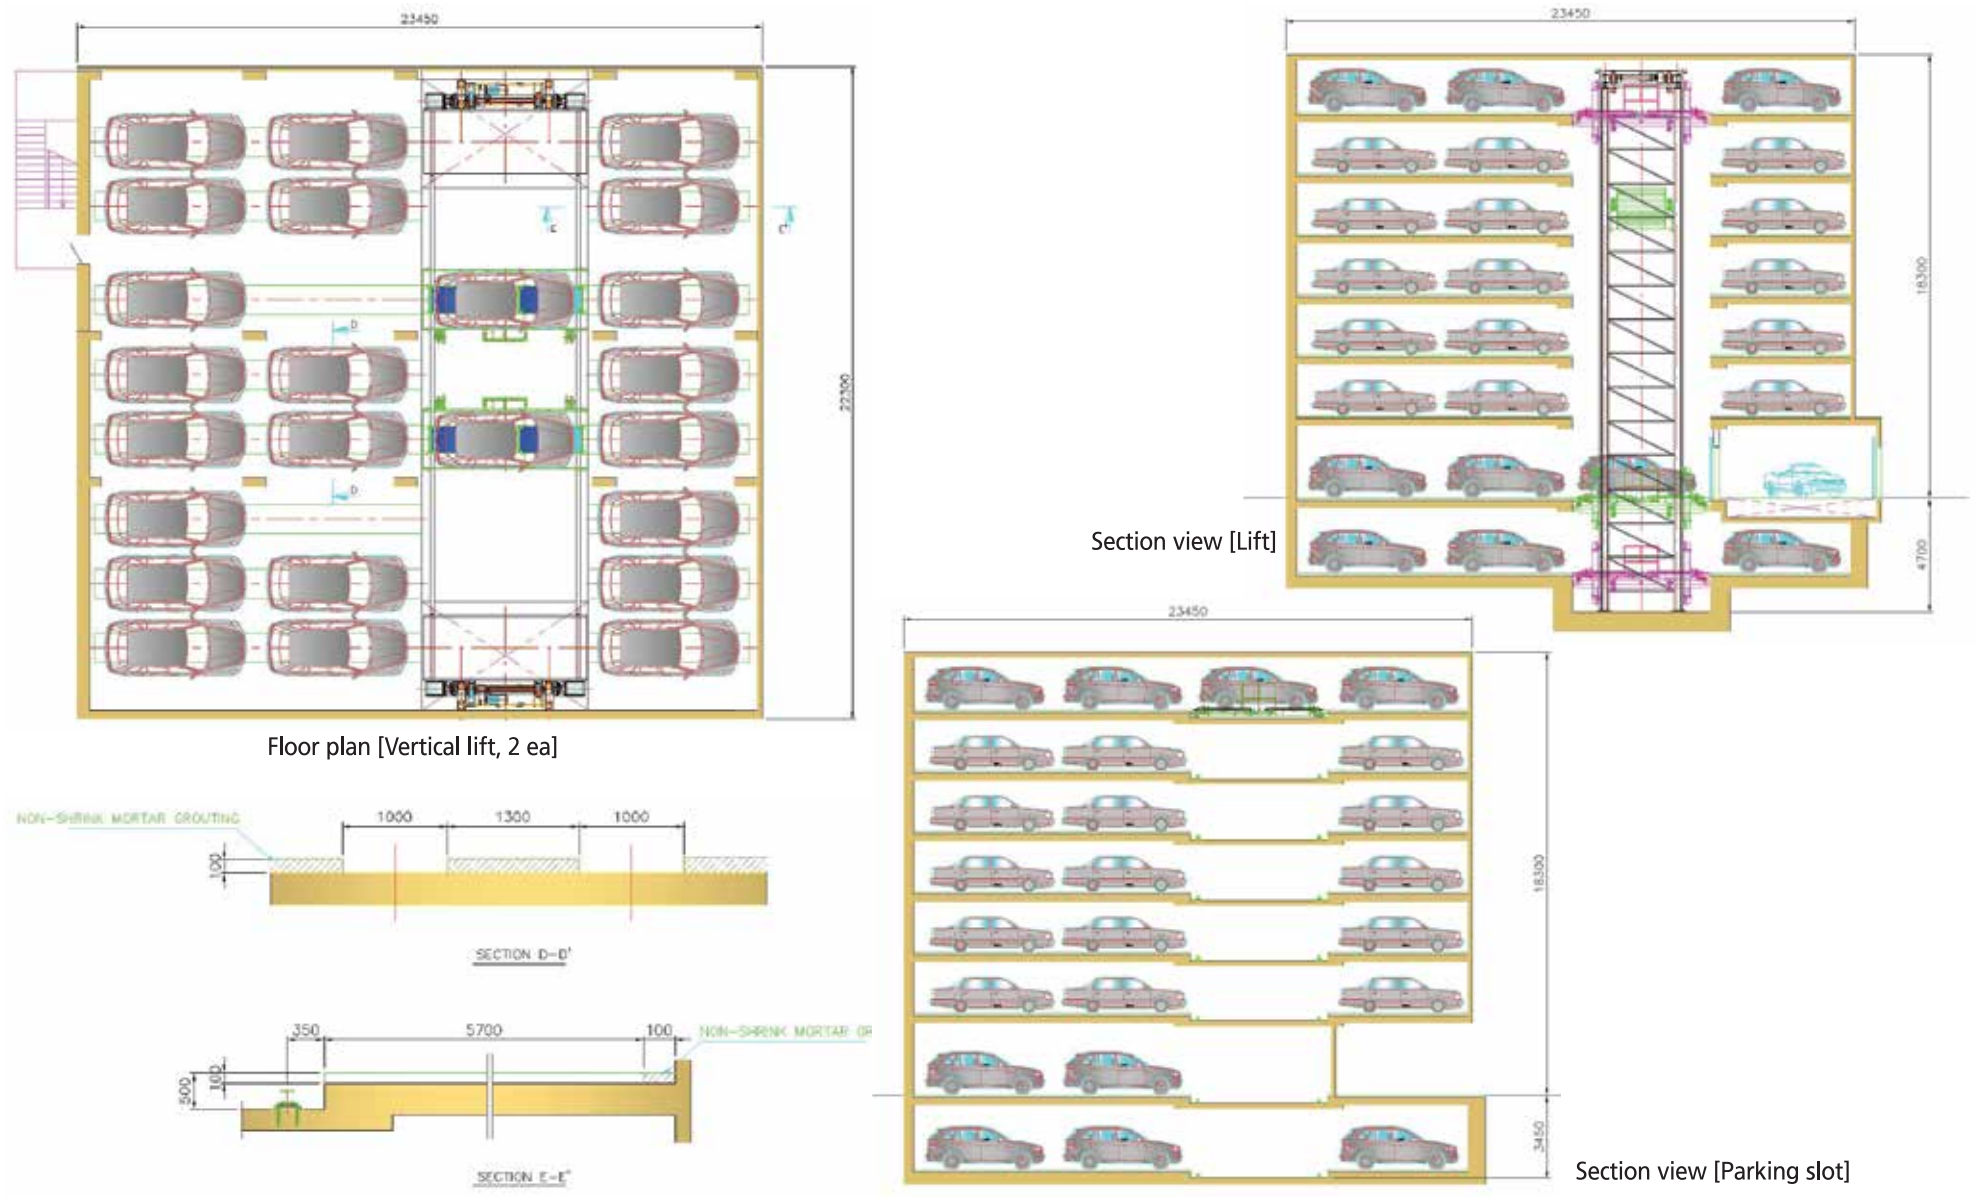 23450
22300
E
C'
D
D
Floor plan [Vertical lift, 2 ea]
23450
18300
4700
Section view [Lift]
23450
18300
3450
Section view [Parking slot]
NON-SHRINK MORTAR GROUTING
1000
1300
1000
100
SECTION D-D'
350
5700
100
NON-SHRINK MORTAR GR
100
500
SECTION E-E'